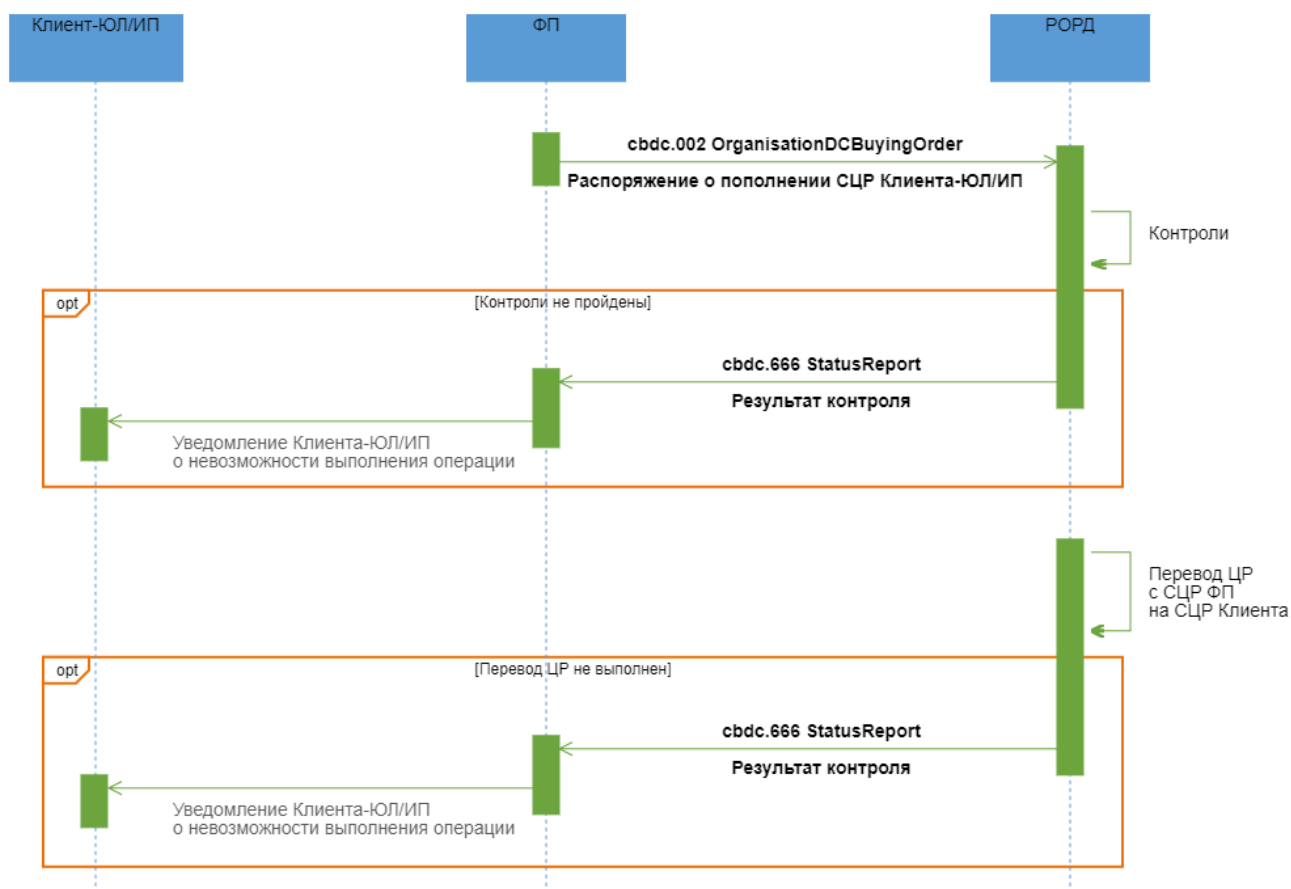 Клиент-ЮЛ/ИП
ФП
РОРД
cbdc.002 OrganisationDCBuyingOrder
Распоряжение о пополнении СЦР Клиента-ЮЛ/ИП
Контроли
opt
[Контроли не пройдены]
cbdc.666 StatusReport
Результат контроля
Уведомление Клиента-ЮЛ/ИП
о невозможности выполнения операции
Перевод ЦР
с СЦР ФП
на СЦР Клиента
opt
[Перевод ЦР не выполнен]
cbdc.666 StatusReport
Результат контроля
Уведомление Клиента-ЮЛ/ИП
о невозможности выполнения операции